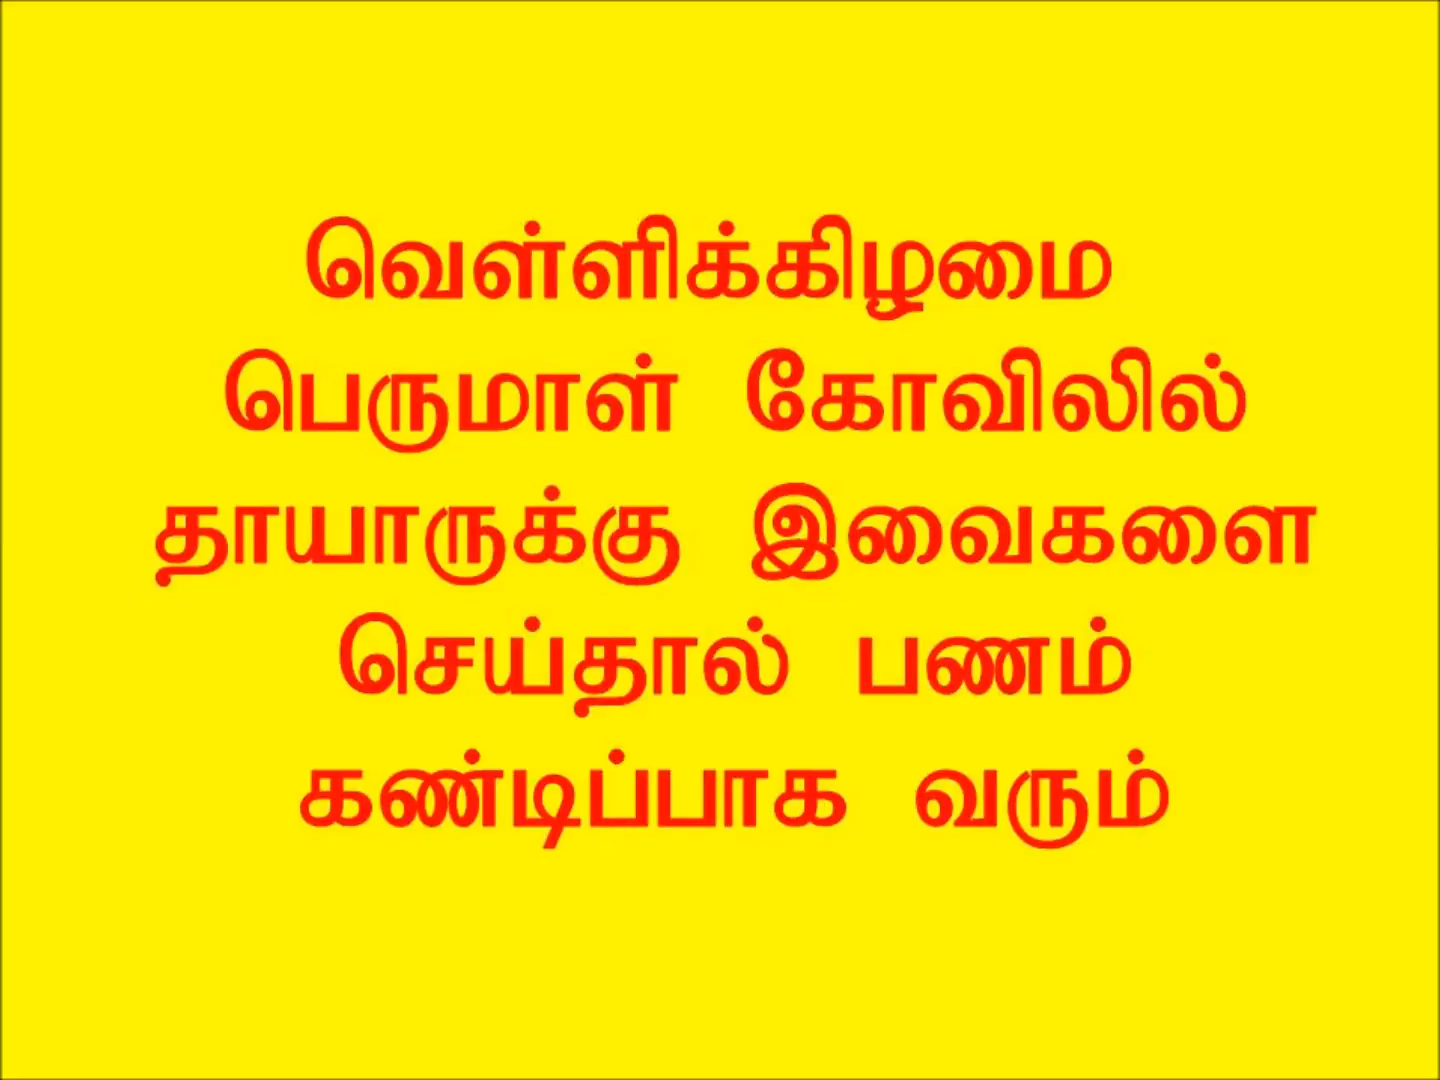 வெள்ளிக்கிழமை
பெருமாள் கோவிலில்
தாயாருக்கு இவைகளை
செய்தால் பணம்
கண்டிப்பாக வரும்